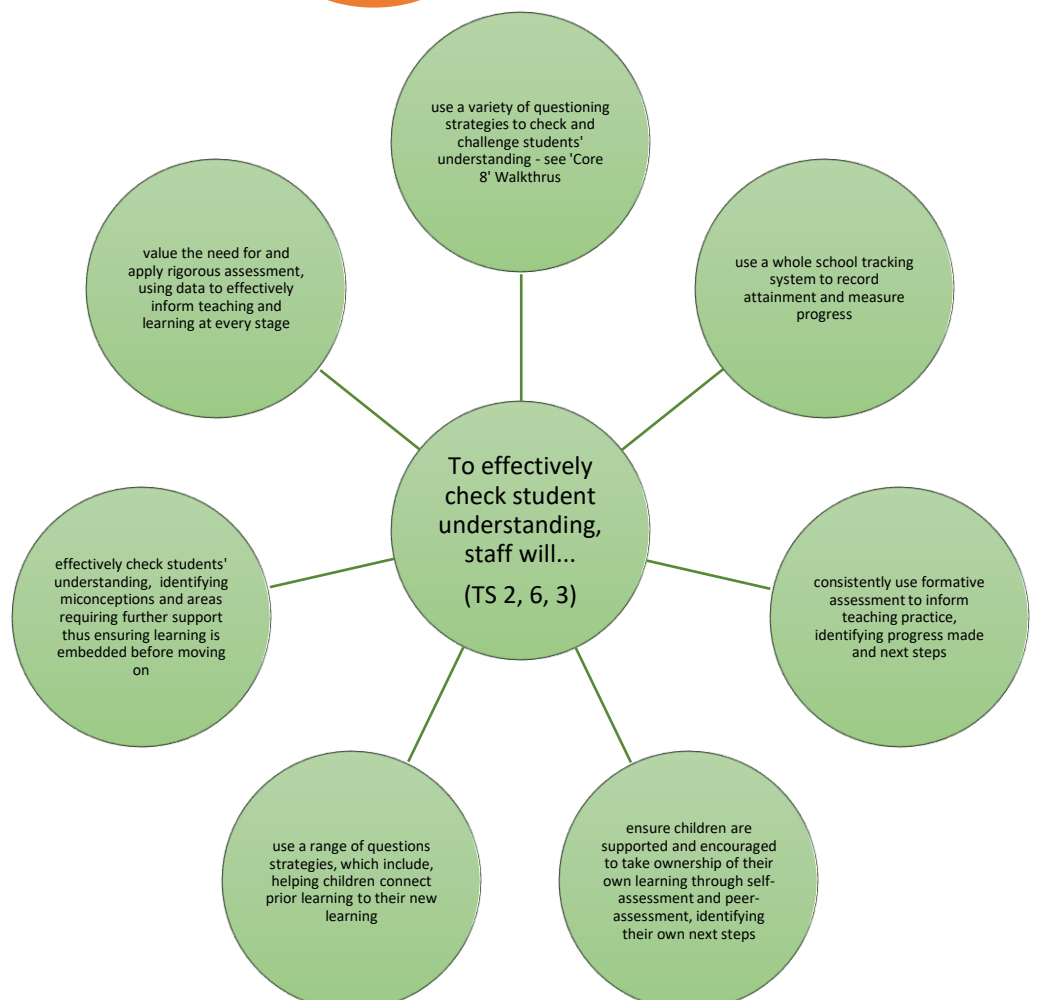 To effectively
check student
understanding,
staff will...
(TS 2, 6, 3)
use a variety of questioning
strategies to check and
challenge students'
understanding - see 'Core
8' Walkthrus
use a whole school tracking
system to record
attainment and measure
progress
consistently use formative
assessment to inform
teaching practice,
identifying progress made
and next steps
ensure children are
supported and encouraged
to take ownership of their
own learning through self-
assessment and peer-
assessment, identifying
their own next steps
use a range of questions
strategies, which include,
helping children connect
prior learning to their new
learning
effectively check students'
understanding, identifying
miconceptions and areas
requiring further support
thus ensuring learning is
embedded before moving
on
value the need for and
apply rigorous assessment,
using data to effectively
inform teaching and
learning at every stage